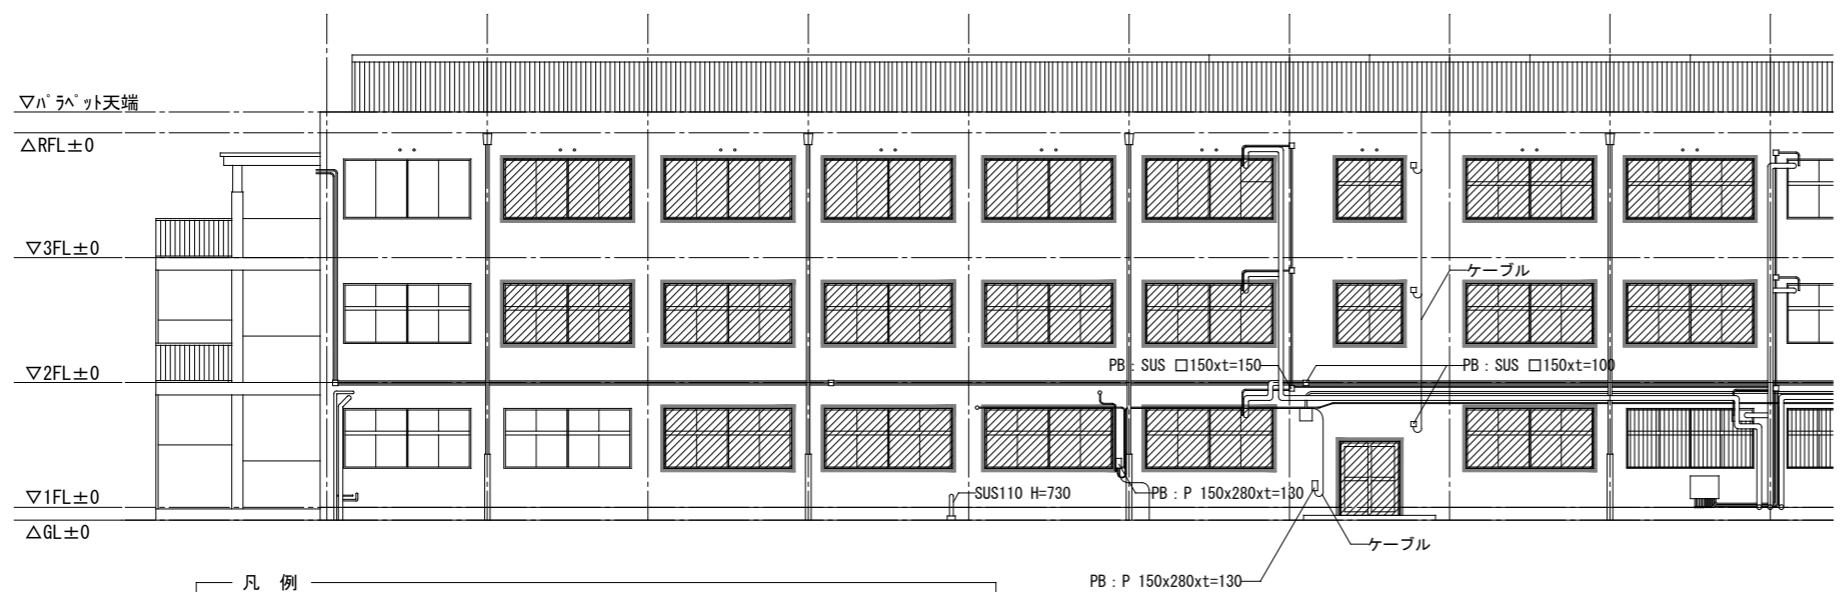 ▽パラペット天端
△RFL±0
▽3FL±0
ケーブル
▽2FL±0
PB：SUS □150xt=150
PB：SUS □150xt=100
▽1FL±0
SUS110 H=730
PB：P 150x280xt=130
△GL±0
ケーブル
凡 例
PB：P 150x280xt=130